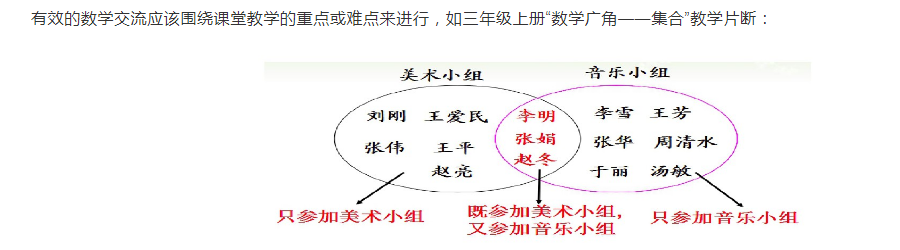 有效的数学交流应该围绕课堂教学的重点或难点来进行，如三年级上册“数学广角——集合”教学片断：
美术小组 音乐小组
刘刚 王爱民 李明 李雪 王芳
张伟 王平 张娟 张华 周清水
赵亮 赵冬 于丽 汤敏
只参加美术小组 既参加美术小组， 只参加音乐小组
又参加音乐小组